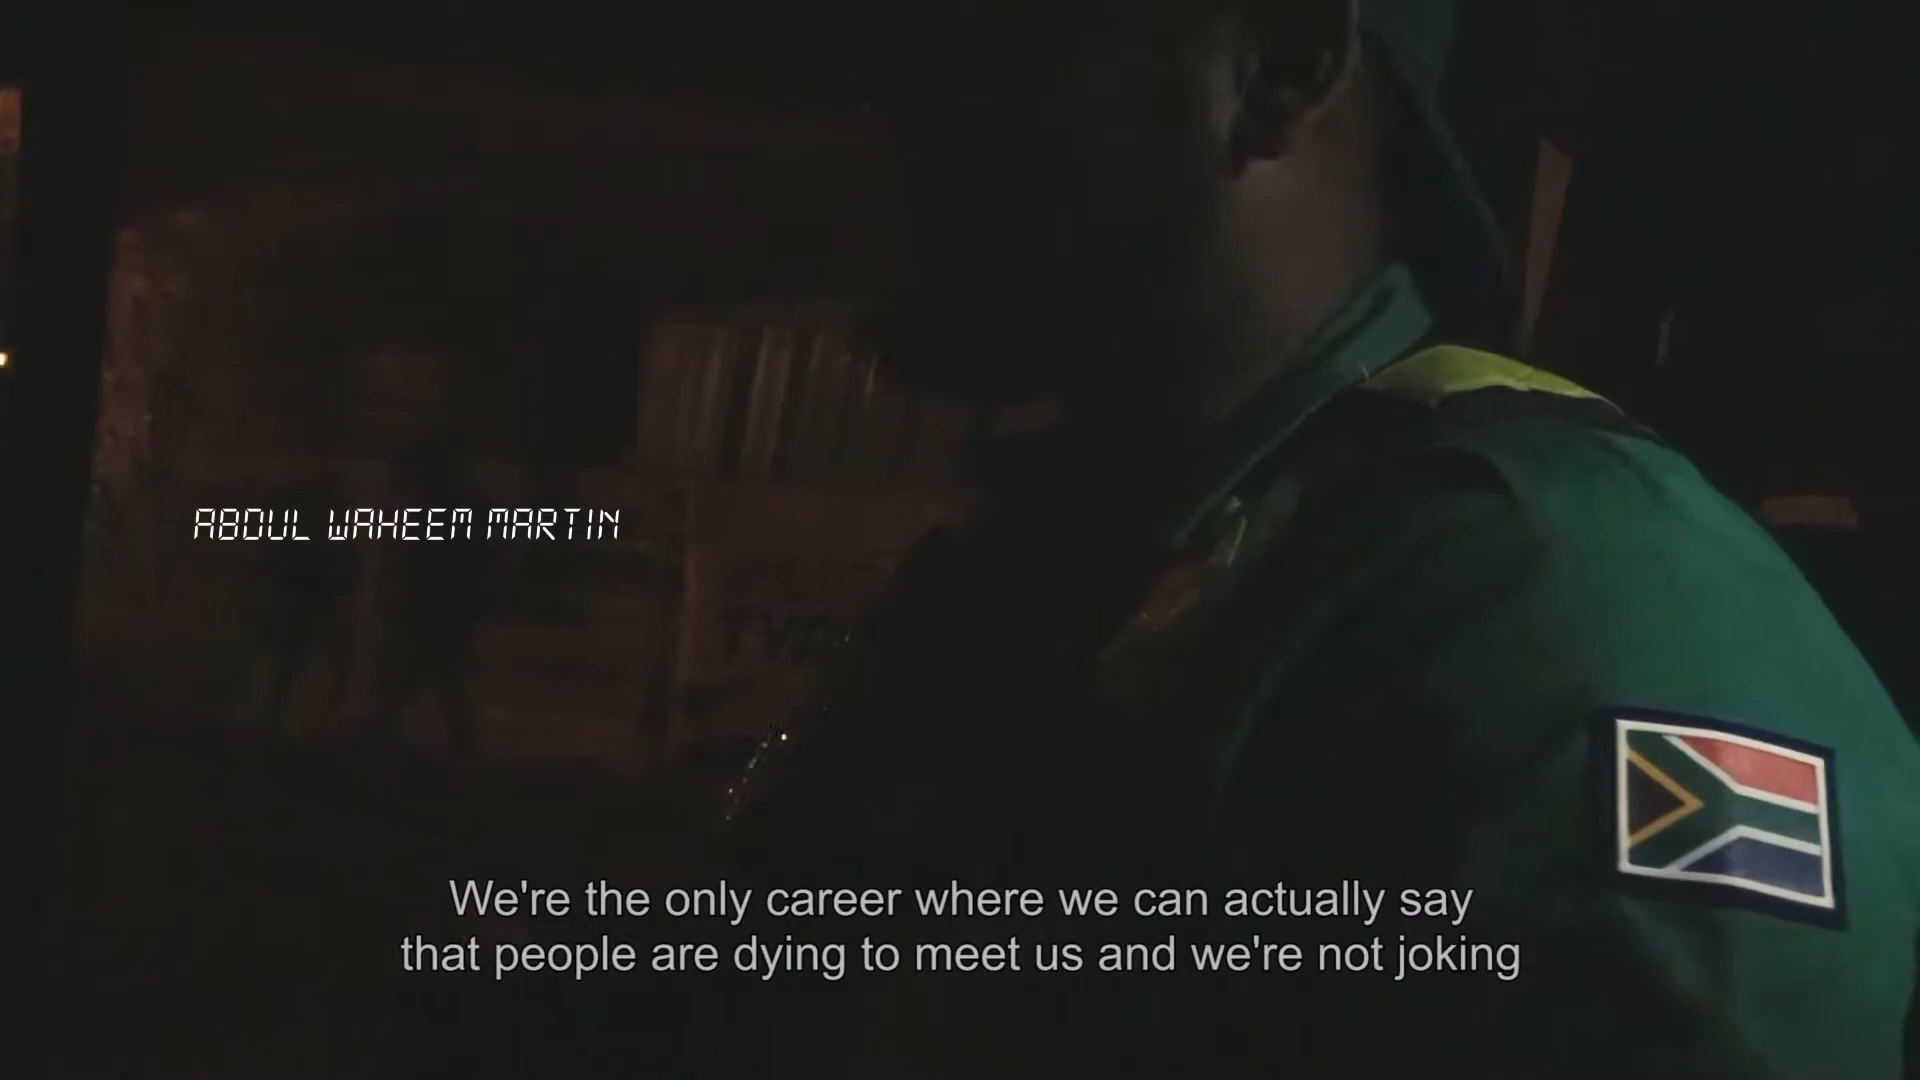 ABDUL WAHEEM MARTIN
We're the only career where we can actually say
that people are dying to meet us and we're not joking